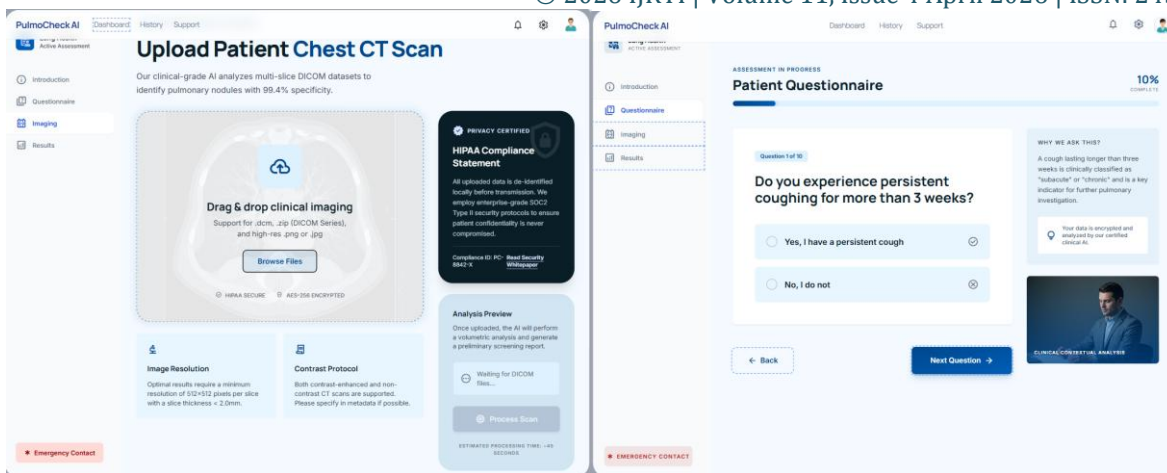 © 2026 IJRTI | Volume 11, Issue 4 April 2026 | ISSN: 245
PulmoCheck AI
Dashboard History Support
Active Assessment
Introduction
Questionnaire
Imaging
Results
Emergency Contact
Upload Patient Chest CT Scan
Our clinical-grade AI analyzes multi-slice DICOM datasets to
identify pulmonary nodules with 99.4% specificity.
Drag & drop clinical imaging
Support for .dcm, .zip (DICOM Series),
and high-res .png or .jpg
Browse Files
HIPAA SECURE AES-256 ENCRYPTED
Image Resolution
Optimal results require a minimum
resolution of 512x512 pixels per slice
with a slice thickness < 2.0mm.
Contrast Protocol
Both contrast-enhanced and non-
contrast CT scans are supported.
Please specify in metadata if possible.
PRIVACY CERTIFIED
HIPAA Compliance
Statement
All uploaded data is de-identified
locally before transmission. We
employ enterprise-grade SOC2
Type II security protocols to ensure
patient confidentiality is never
compromised.
Compliance ID: PC- Read Security
8842-X Whitepaper
Analysis Preview
Once uploaded, the AI will perform
a volumetric analysis and generate
a preliminary screening report.
Waiting for DICOM
files...
Process Scan
ESTIMATED PROCESSING TIME: ~45
SECONDS
PulmoCheck AI
Dashboard History Support
ACTIVE ASSESSMENT
Introduction
Questionnaire
Imaging
Results
EMERGENCY CONTACT
ASSESSMENT IN PROGRESS
Patient Questionnaire
10%
COMPLETE
Question 1 of 10
Do you experience persistent
coughing for more than 3 weeks?
Yes, I have a persistent cough
No, I do not
Back
Next Question
WHY WE ASK THIS?
A cough lasting longer than three
weeks is clinically classified as
"subacute" or "chronic" and is a key
indicator for further pulmonary
investigation.
Your data is encrypted and
analyzed by our certified
clinical AI.
CLINICAL CONTEXTUAL ANALYSIS